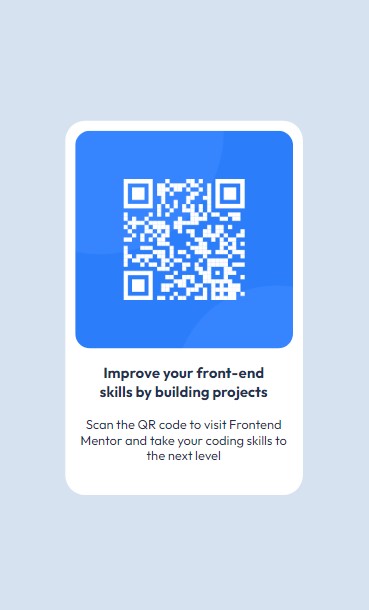 Improve your front-end
skills by building projects
Scan the QR code to visit Frontend
Mentor and take your coding skills to
the next level